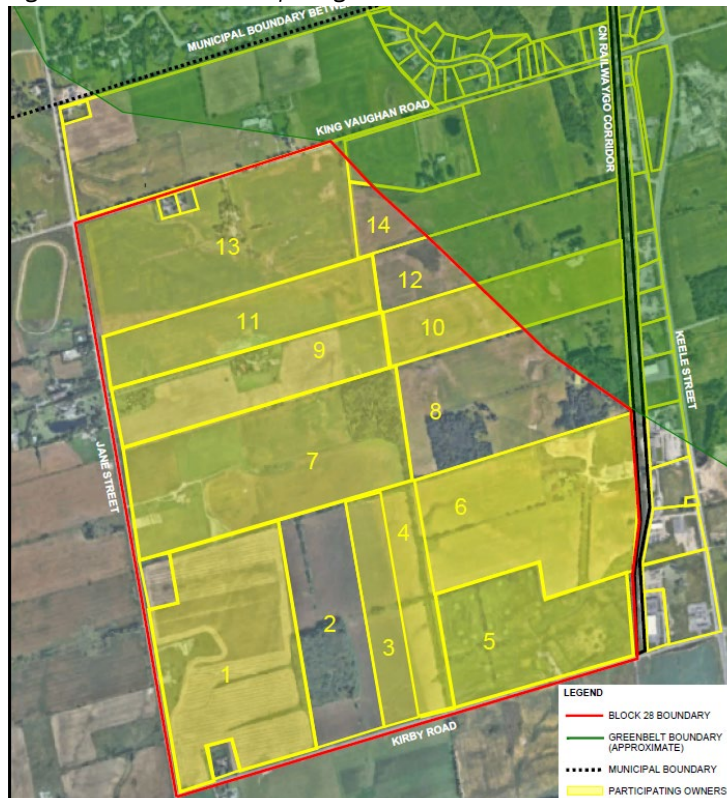 MUNICIPAL BOUNDARY
KING VAUGHAN ROAD
CN RAILWAY/GO CORRIDOR
14
13
12
11
10
9
8
KEELE STREET
JANE STREET
7
6
4
2
3
5
1
KIRBY ROAD
LEGEND
BLOCK 28 BOUNDARY
GREENBELT BOUNDARY
(APPROXIMATE)
MUNICIPAL BOUNDARY
PARTICIPATING OWNERS